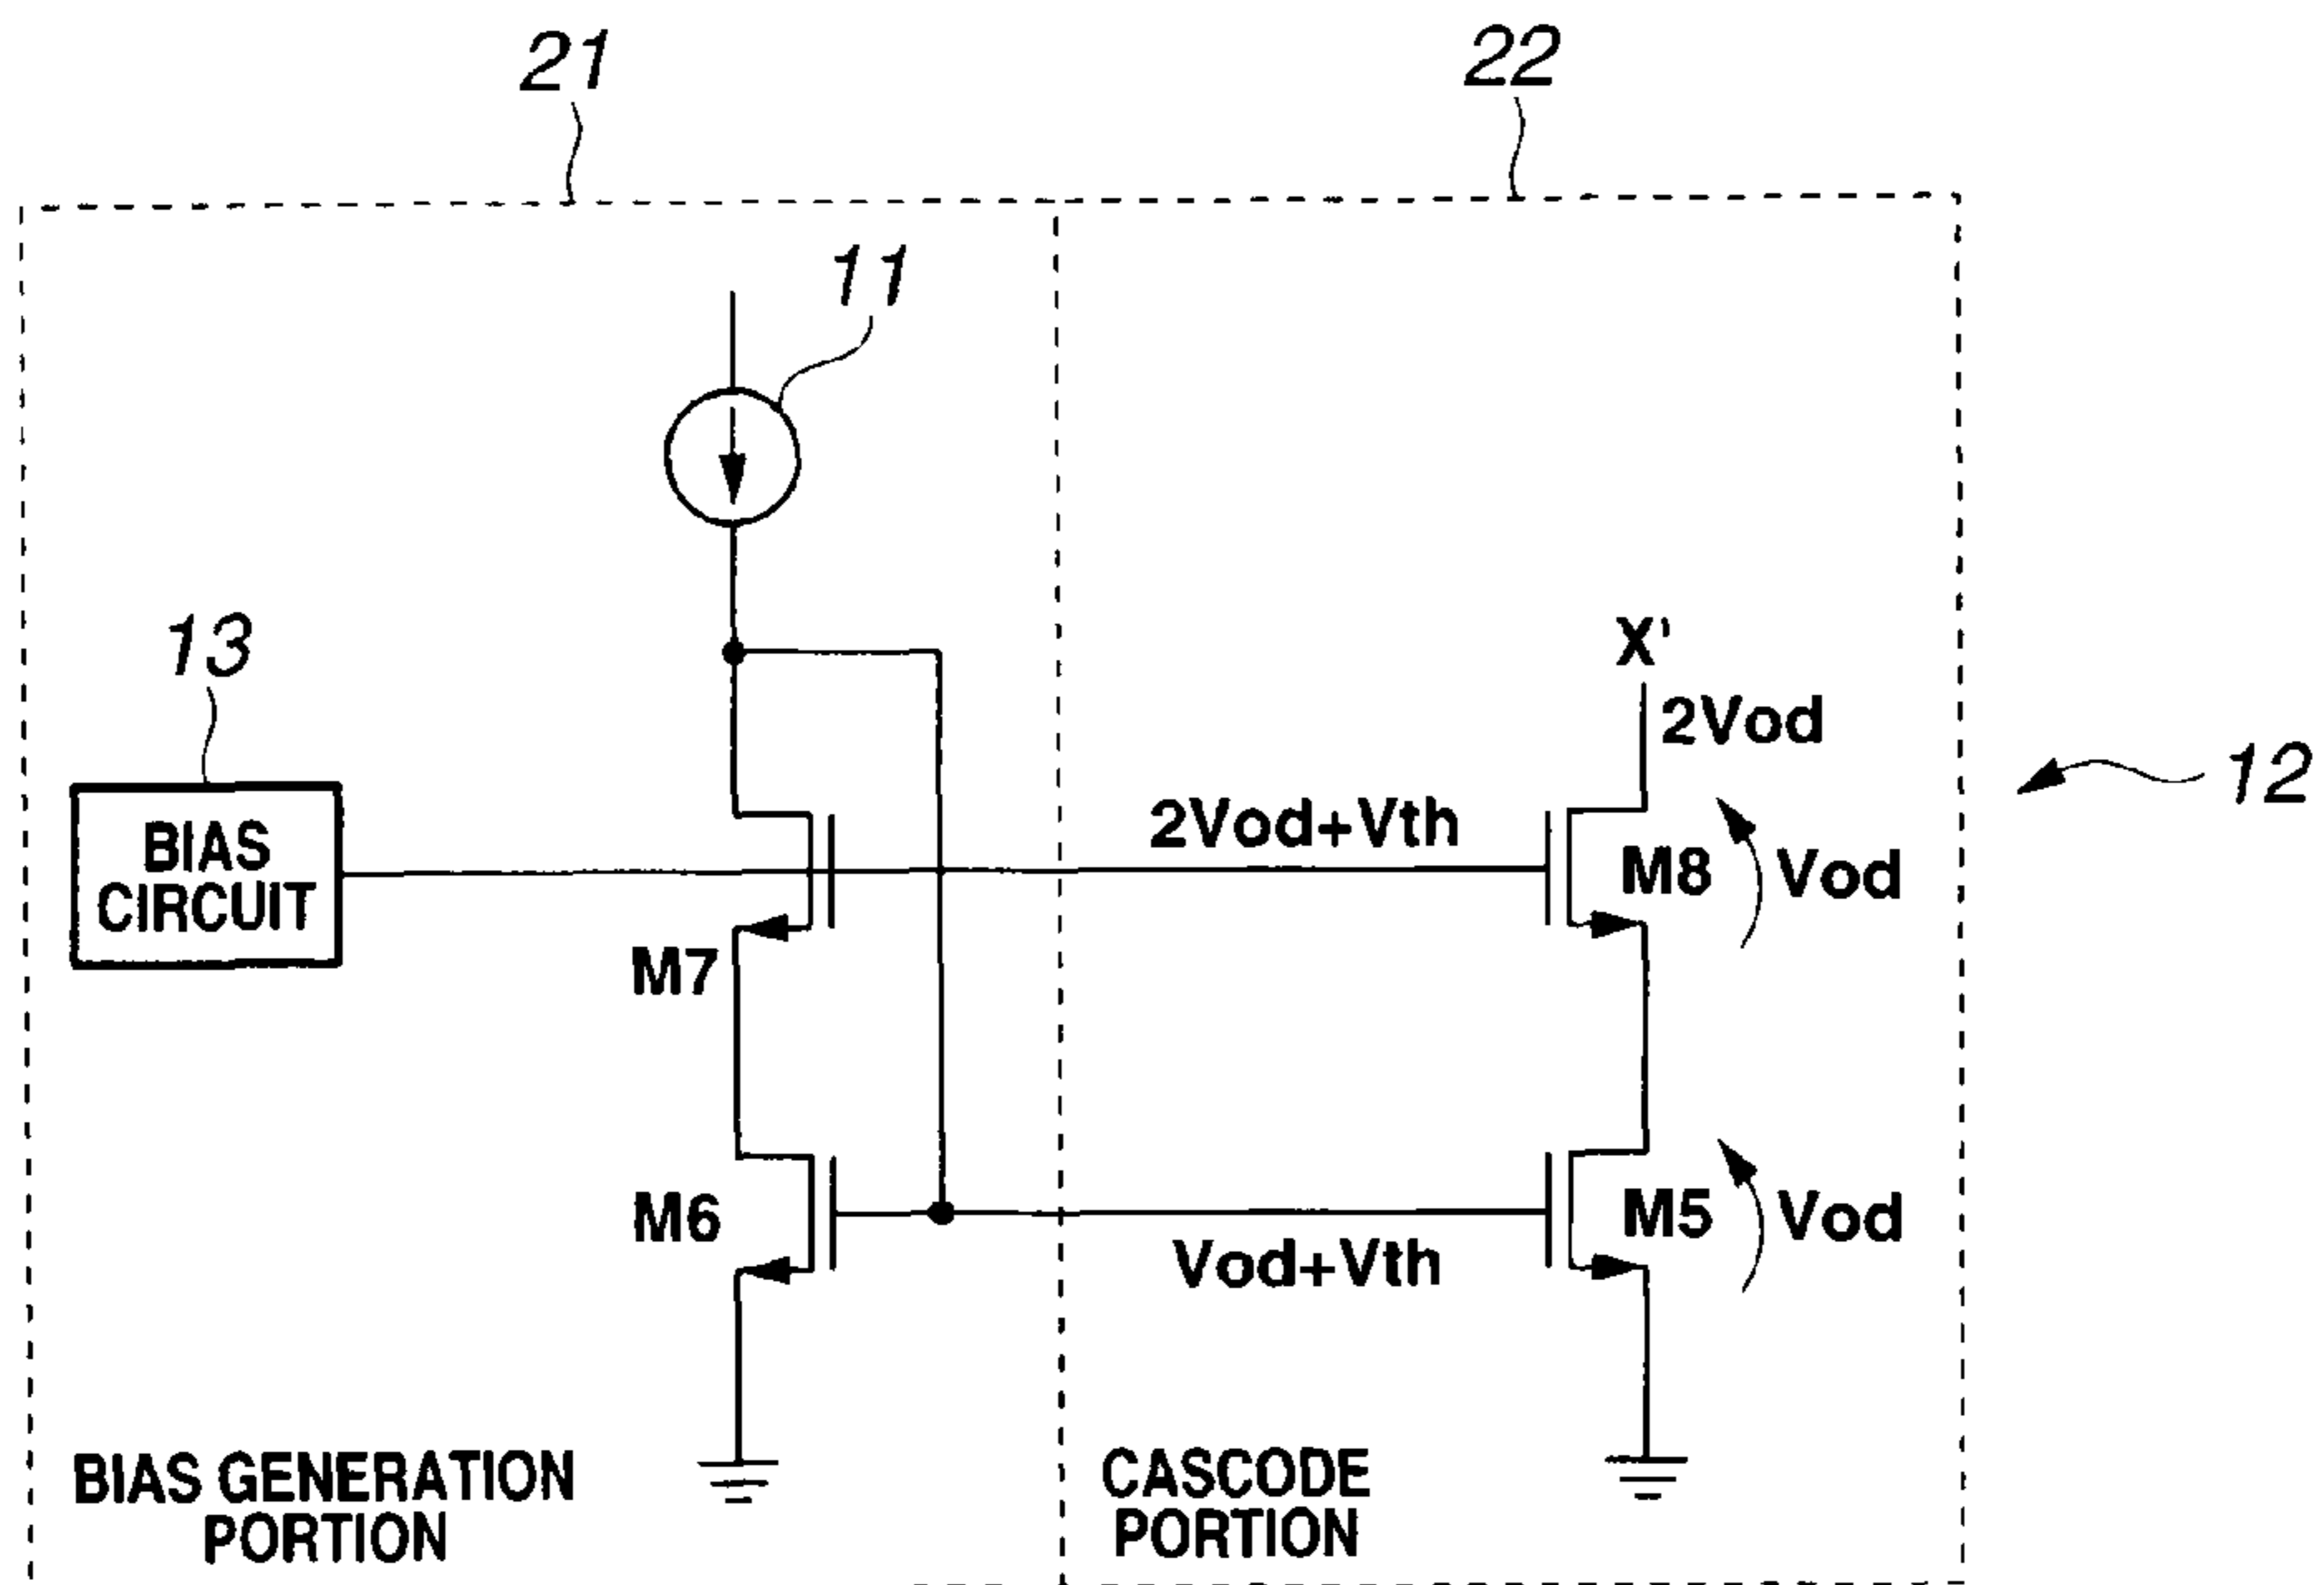 21
22
11
13
X'
2Vod
12
BIAS
CIRCUIT
2Vod+Vth
M8
Vod
M7
M6
Vod+Vth
M5
Vod
BIAS GENERATION
PORTION
CASCODE
PORTION